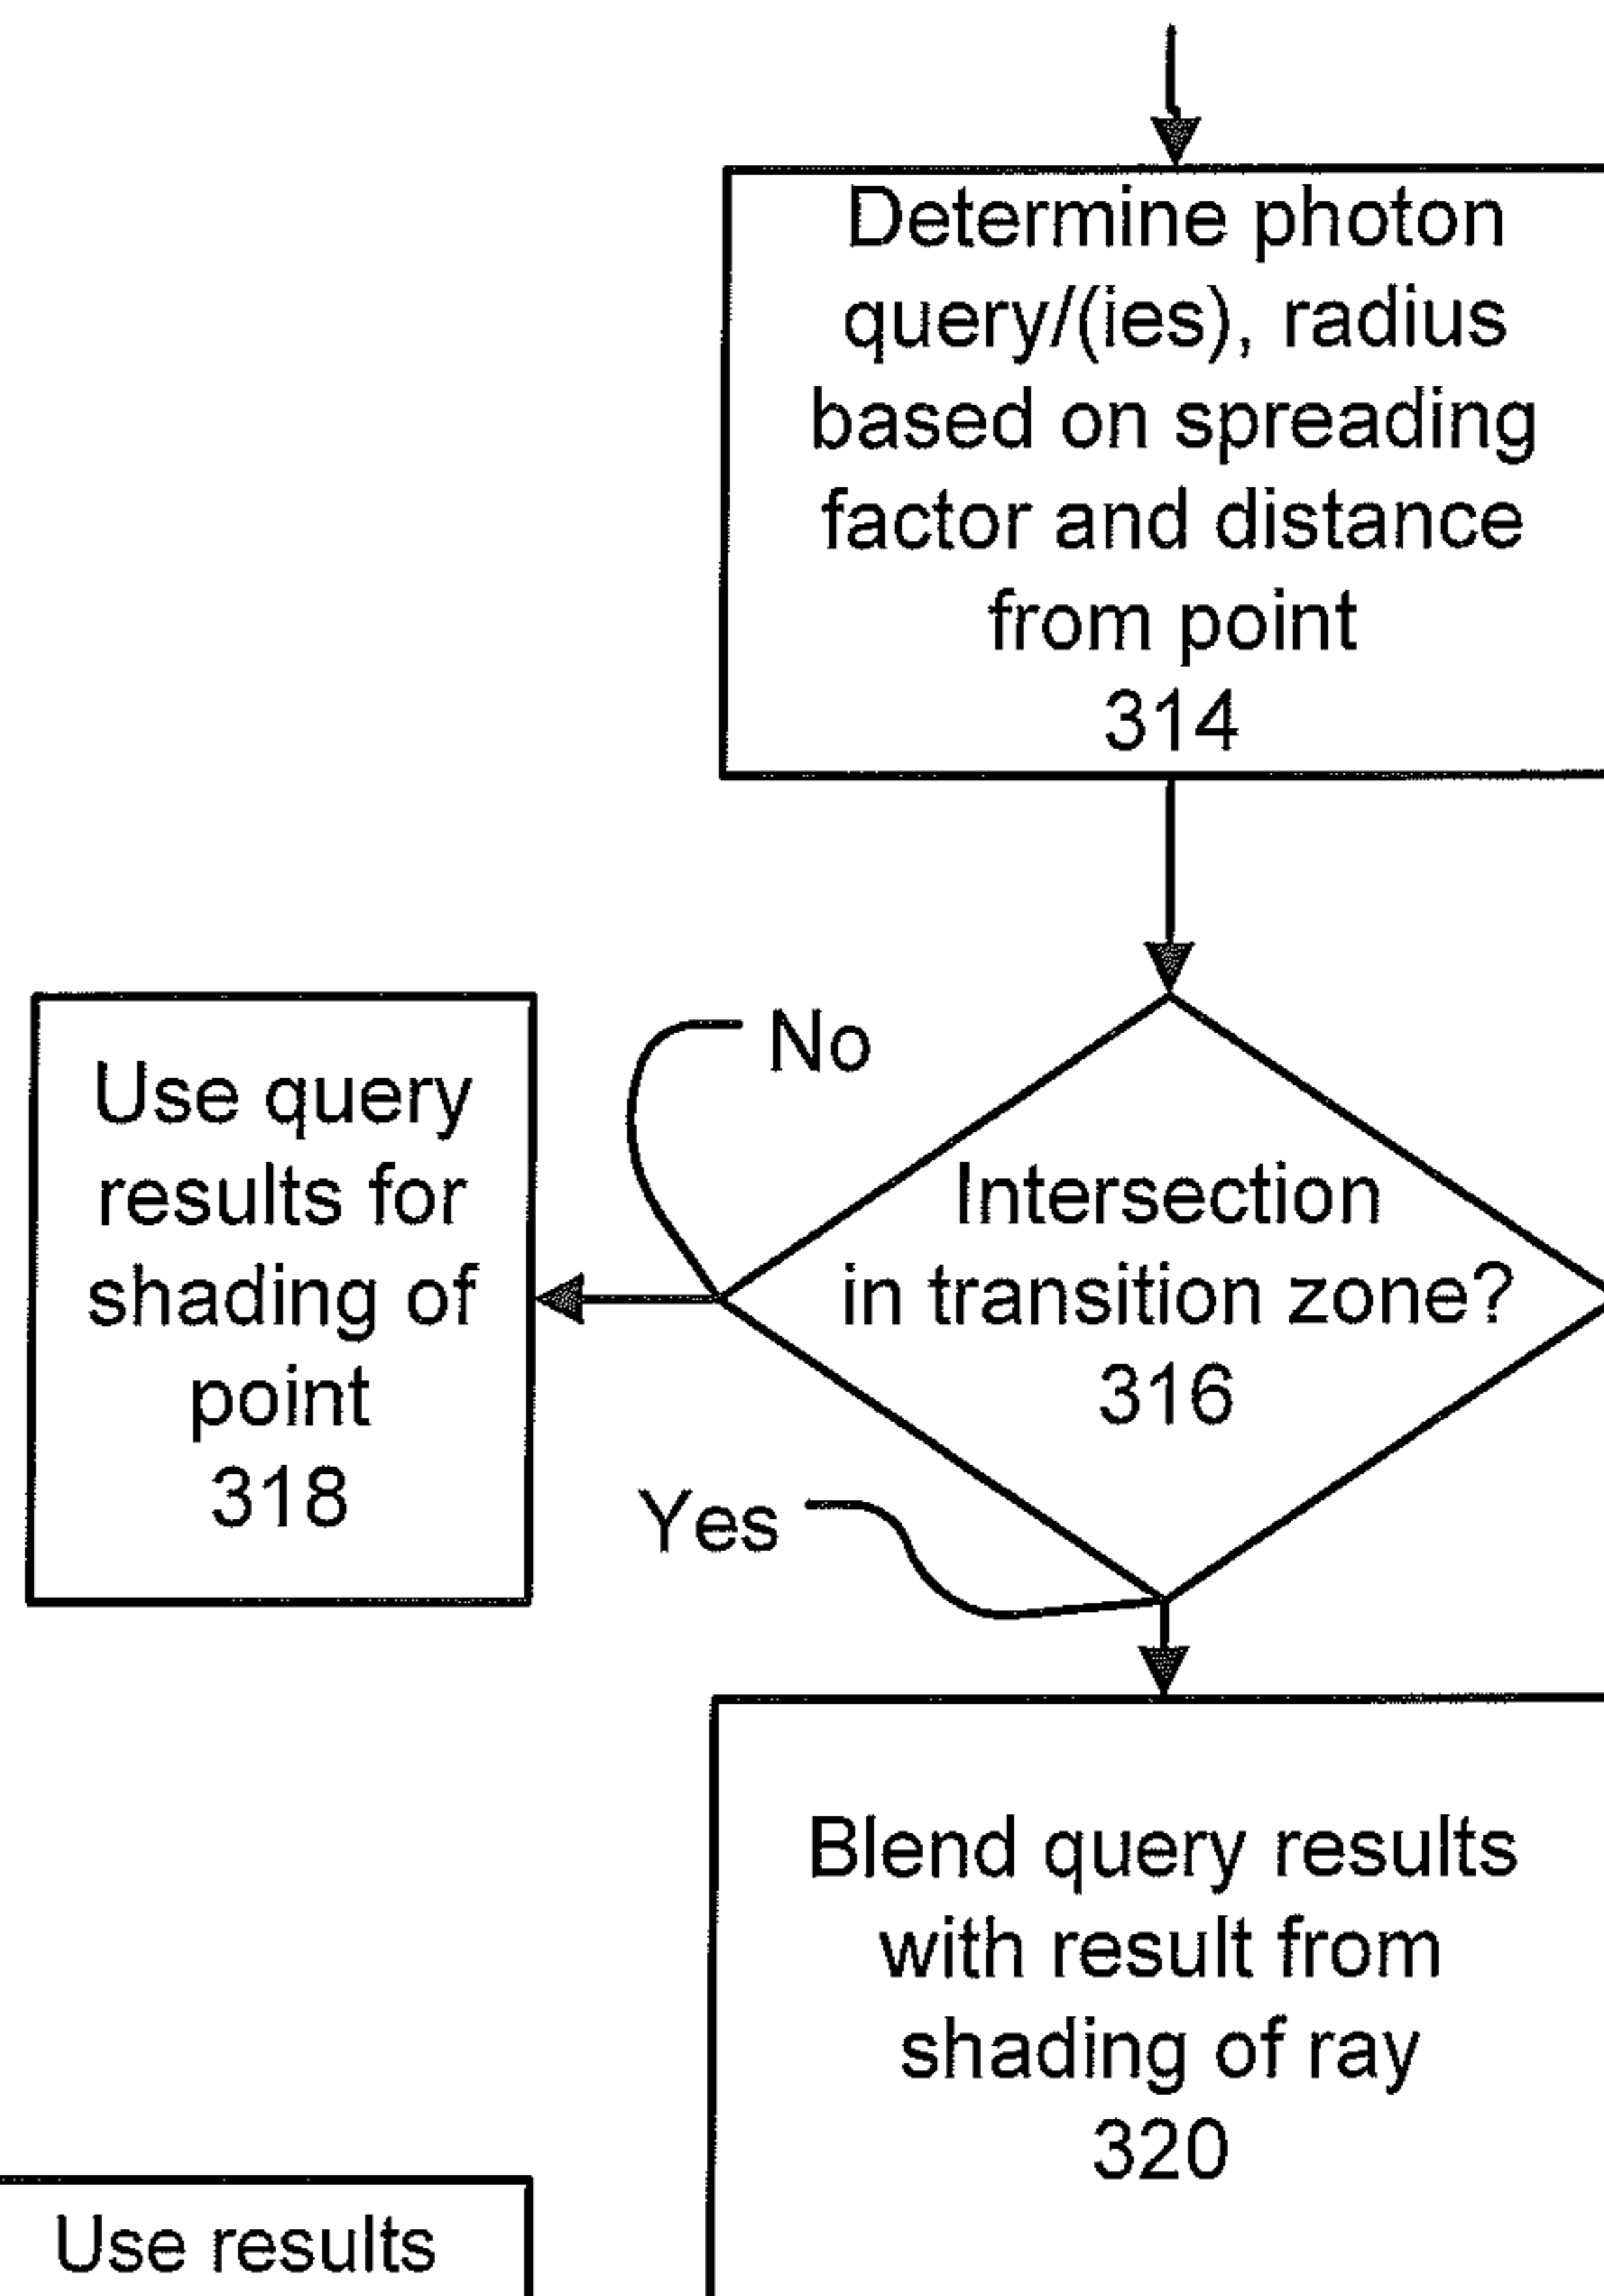 Determine photon
query/(ies), radius
based on spreading
factor and distance
from point
314
No
Use query
results for
shading of
point
318
Intersection
in transition zone?
316
Yes
Blend query results
with result from
shading of ray
320
Use results